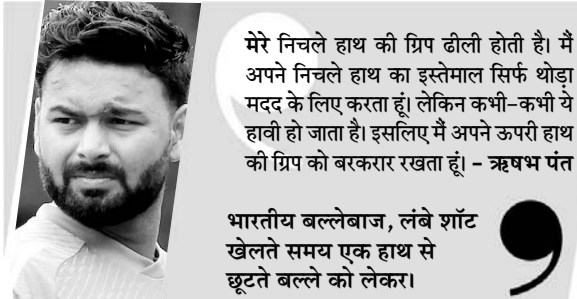 मेरे निचले हाथ की ग्रिप ढीली होती है। मैं
अपने निचले हाथ का इस्तेमाल सिर्फ थोड़ा
मदद के लिए करता हूं। लेकिन कभी-कभी ये
हावी हो जाता है। इसलिए मैं अपने ऊपरी हाथ
की ग्रिप को बरकरार रखता हूं। - ऋषभ पंत
भारतीय बल्लेबाज, लंबे शॉट
खेलते समय एक हाथ से
छूटते बल्ले को लेकर।